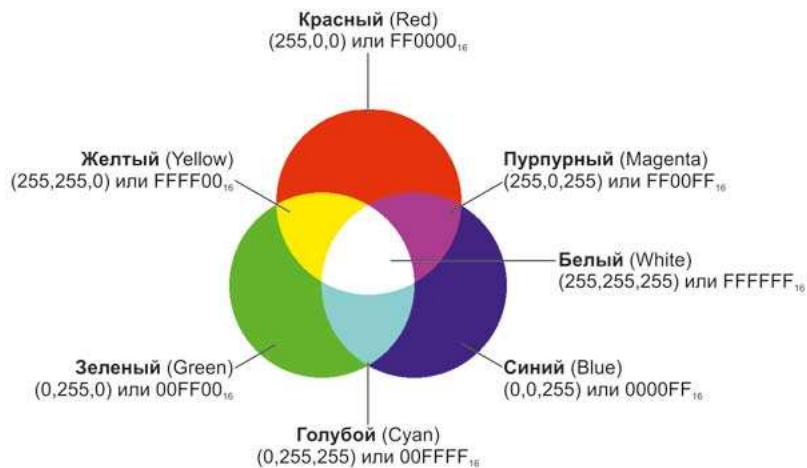 Красный (Red)
(255,0,0) или FF0000₁₆
Желтый (Yellow)
(255,255,0) или FFFF00₁₆
Пурпурный (Magenta)
(255,0,255) или FF00FF₁₆
Белый (White)
(255,255,255) или FFFFFF₁₆
Зеленый (Green)
(0,255,0) или 00FF00₁₆
Синий (Blue)
(0,0,255) или 0000FF₁₆
Голубой (Cyan)
(0,255,255) или 00FFFF₁₆